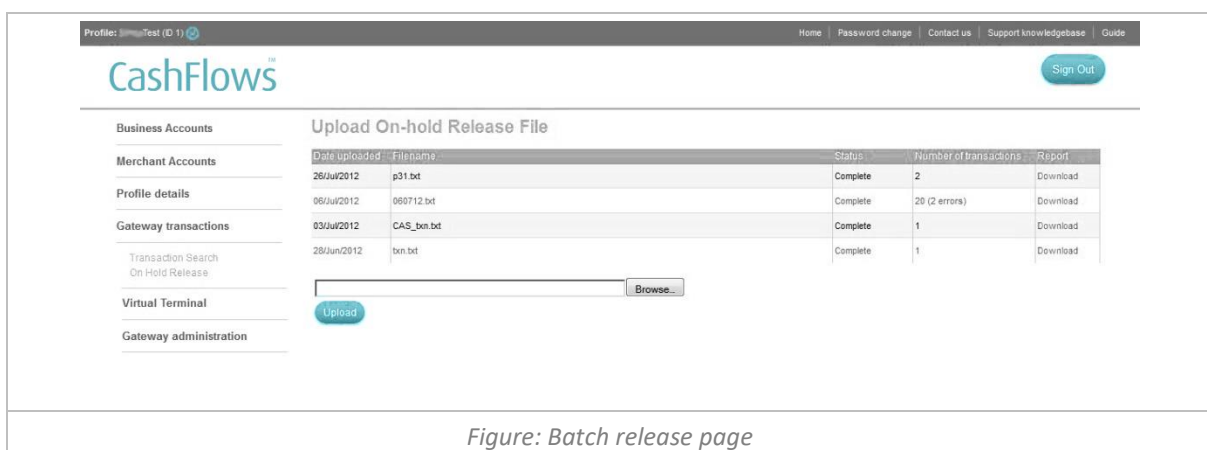 Profile: Test (ID 1) Home | Password change | Contact us | Support knowledgebase | Guide
CashFlows™
Sign Out
Business Accounts
Merchant Accounts
Profile details
Gateway transactions
Transaction Search
On Hold Release
Virtual Terminal
Gateway administration
Upload On-hold Release File
Date uploaded Filename Status Number of transactions Report
26/Jul/2012 p31.txt Complete 2 Download
06/Jul/2012 060712.txt Complete 20 (2 errors) Download
03/Jul/2012 CAS_txn.txt Complete 1 Download
28/Jun/2012 txn.txt Complete 1 Download
Browse...
Upload
Figure: Batch release page